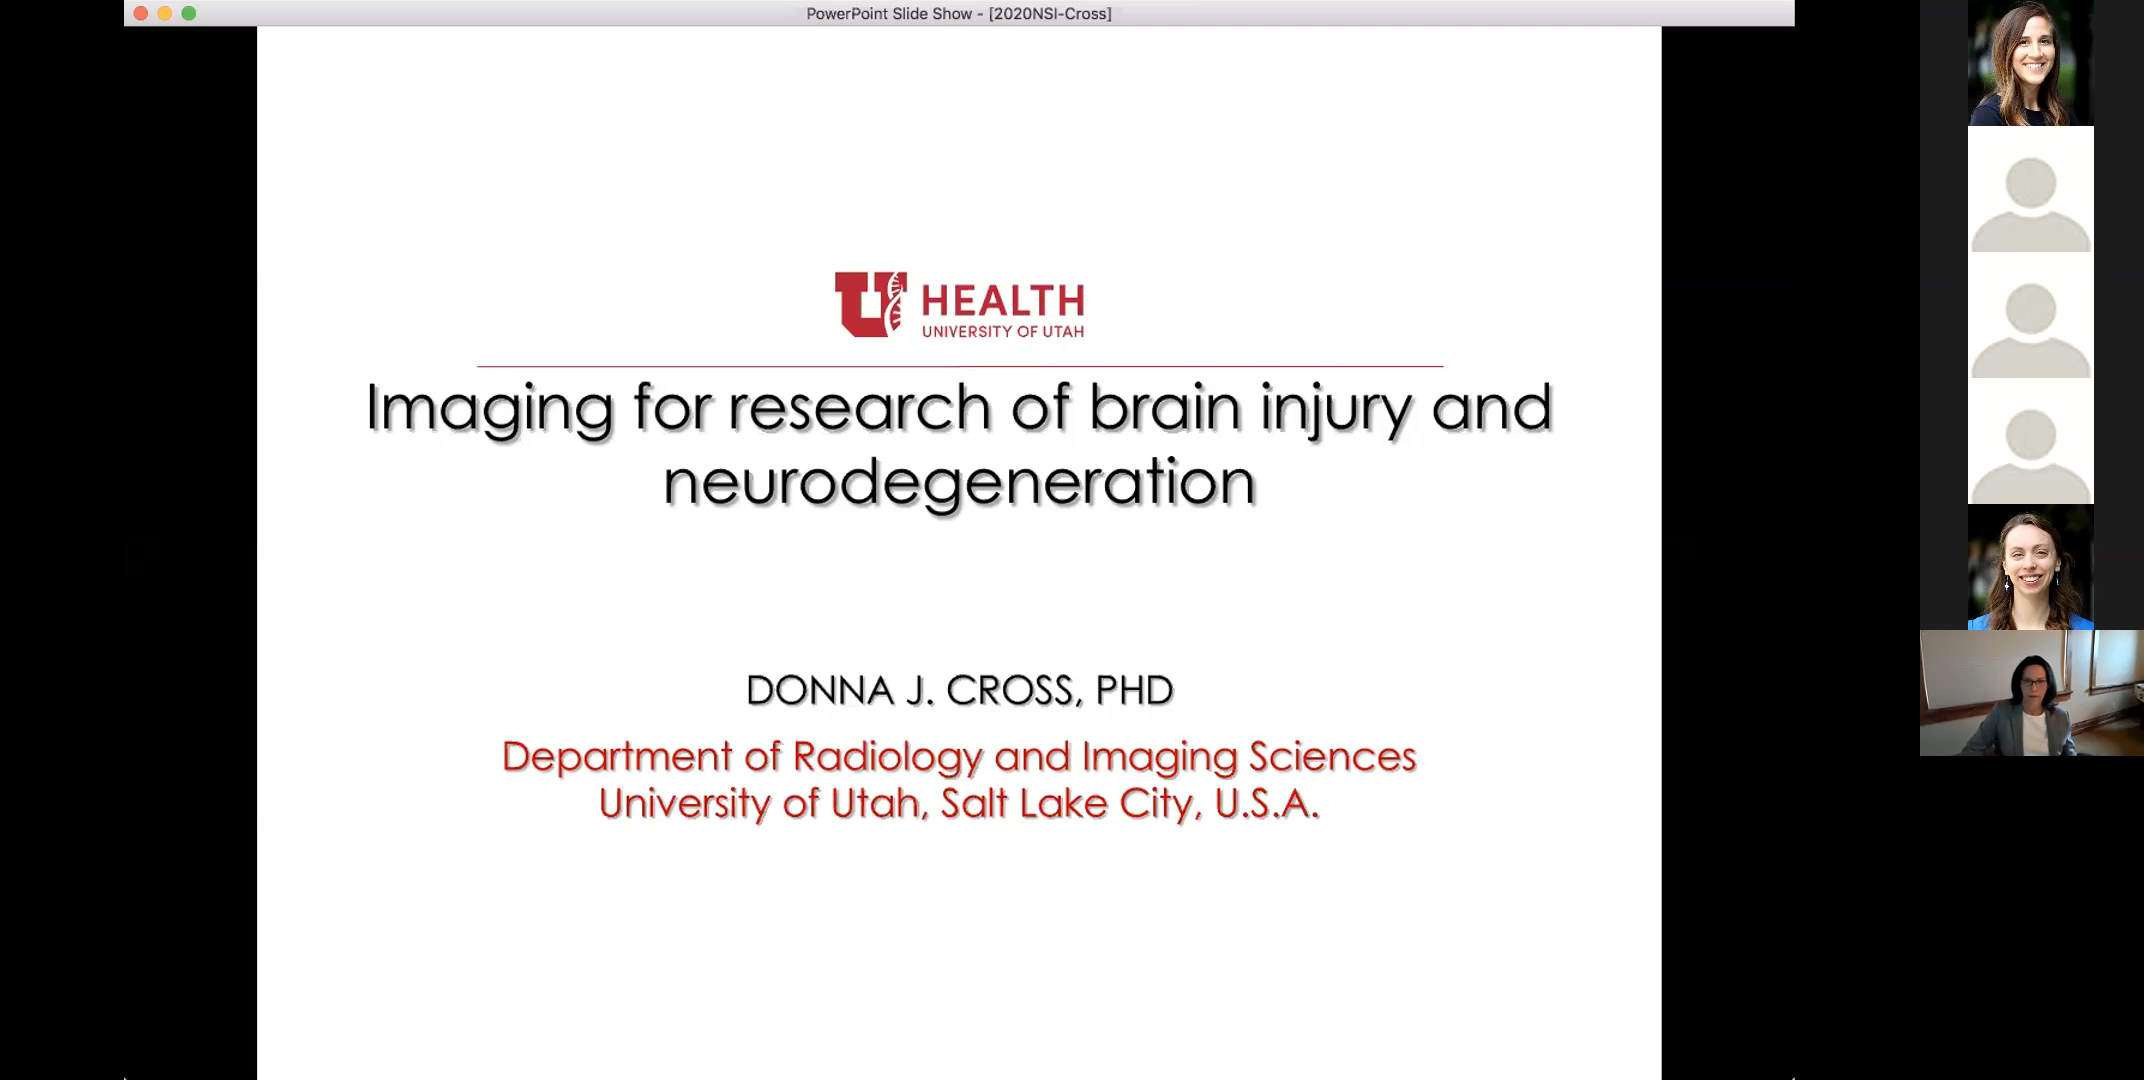 PowerPoint Slide Show - [2020NSI-Cross]
U HEALTH
UNIVERSITY OF UTAH
Imaging for research of brain injury and
neurodegeneration
DONNA J. CROSS, PHD
Department of Radiology and Imaging Sciences
University of Utah, Salt Lake City, U.S.A.